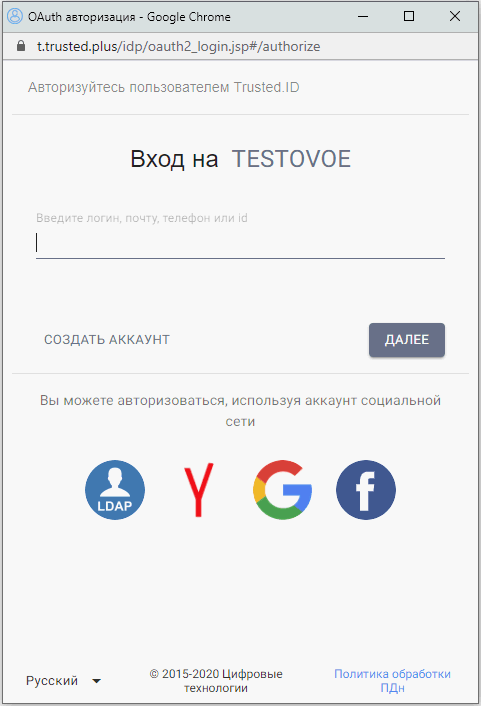 OAuth авторизация - Google Chrome
t.trusted.plus/idp/oauth2_login.jsp#/authorize
Авторизуйтесь пользователем Trusted.ID
Вход на TESTOVOE
Введите логин, почту, телефон или id
СОЗДАТЬ АККАУНТ ДАЛЕЕ
Вы можете авторизоваться, используя аккаунт социальной
сети
LDAP
Русский
© 2015-2020 Цифровые
технологии
Политика обработки
ПДн